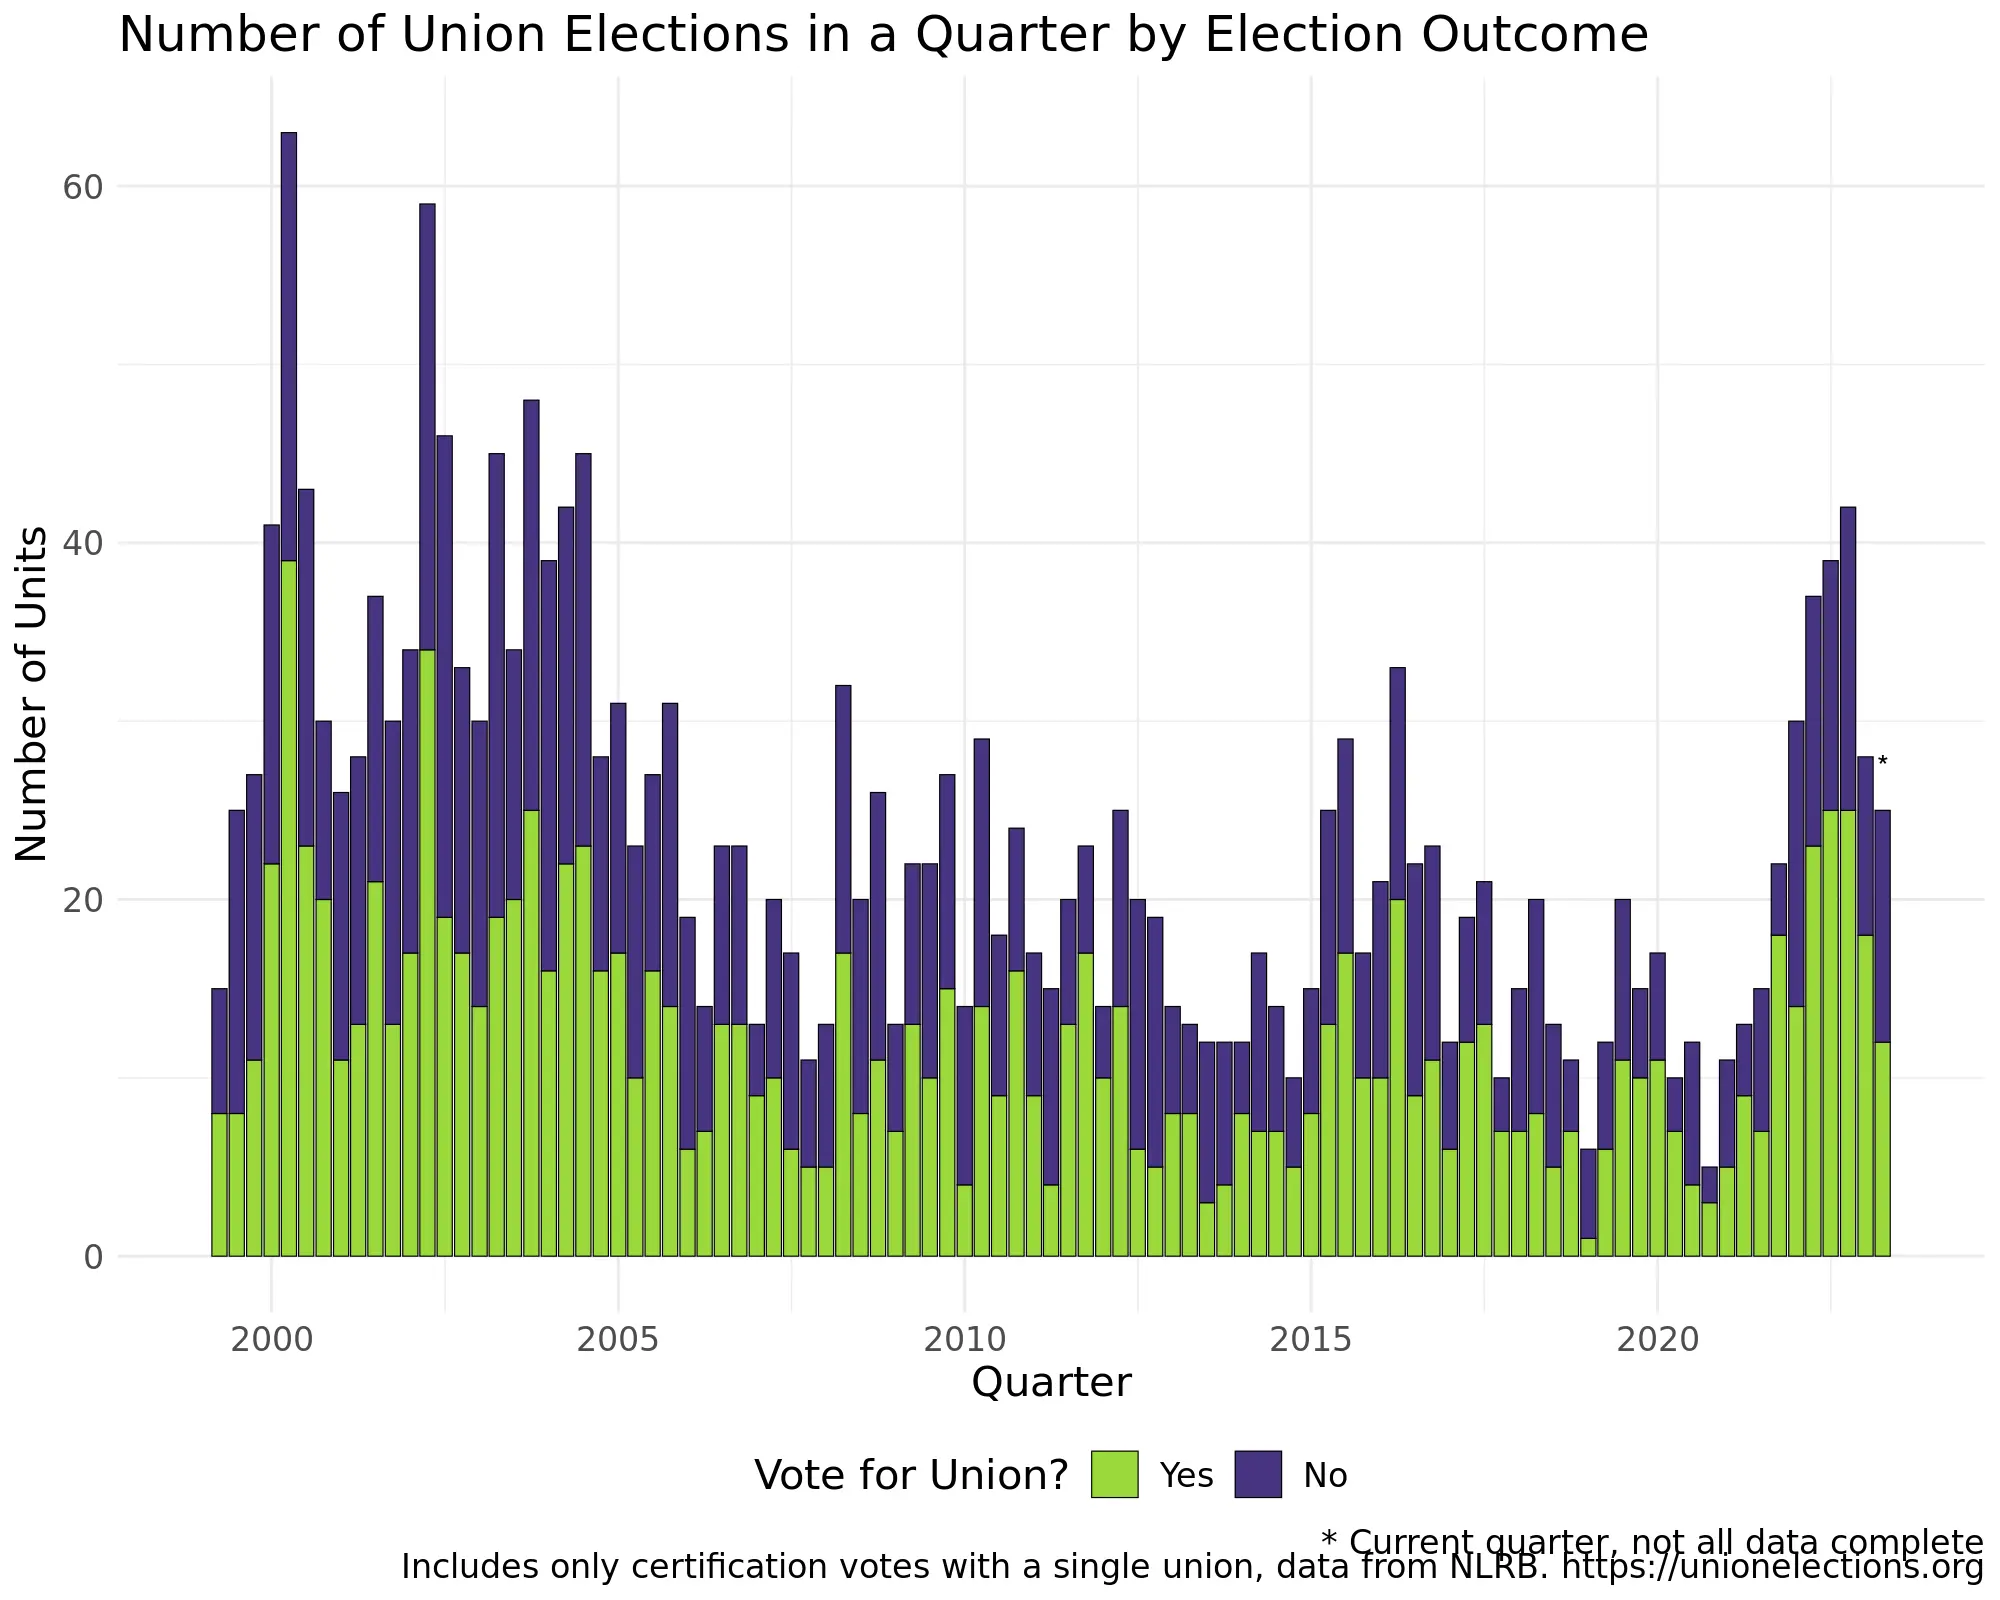 Number of Union Elections in a Quarter by Election Outcome
Number of Units
60
40
20
0
*
2000 2005 2010 2015 2020
Quarter
Vote for Union? Yes No
* Current quarter, not all data complete
Includes only certification votes with a single union, data from NLRB. https://unionelections.org